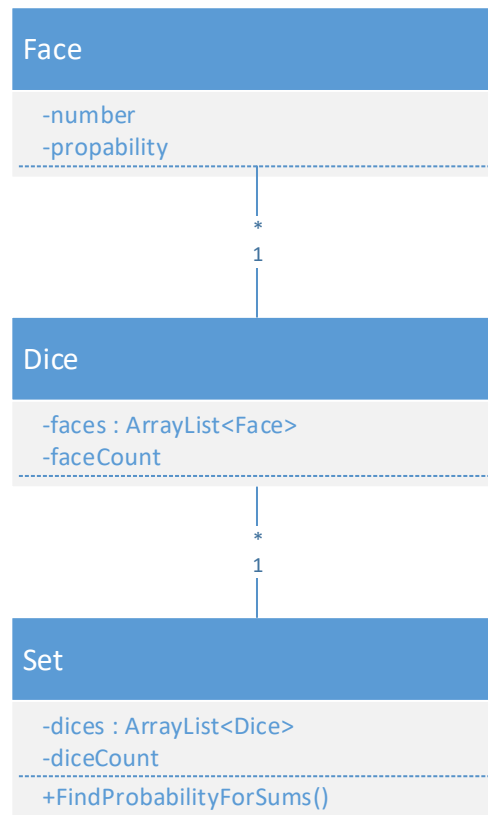 Face
-number
-propability
*
1
Dice
-faces : ArrayList<Face>
-faceCount
*
1
Set
-dices : ArrayList<Dice>
-diceCount
+FindProbabilityForSums()